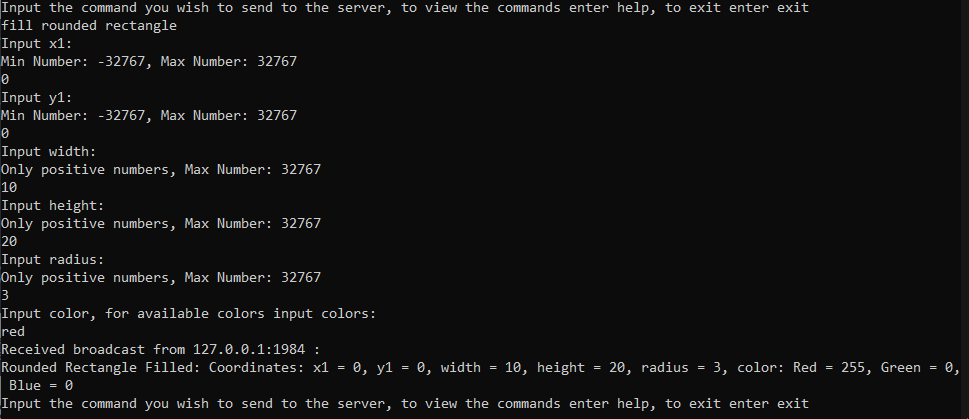 Input the command you wish to send to the server, to view the commands enter help, to exit enter exit
fill rounded rectangle
Input x1:
Min Number: -32767, Max Number: 32767
0
Input y1:
Min Number: -32767, Max Number: 32767
0
Input width:
Only positive numbers, Max Number: 32767
10
Input height:
Only positive numbers, Max Number: 32767
20
Input radius:
Only positive numbers, Max Number: 32767
3
Input color, for available colors input colors:
red
Received broadcast from 127.0.0.1:1984 :
Rounded Rectangle Filled: Coordinates: x1 = 0, y1 = 0, width = 10, height = 20, radius = 3, color: Red = 255, Green = 0,
Blue = 0
Input the command you wish to send to the server, to view the commands enter help, to exit enter exit